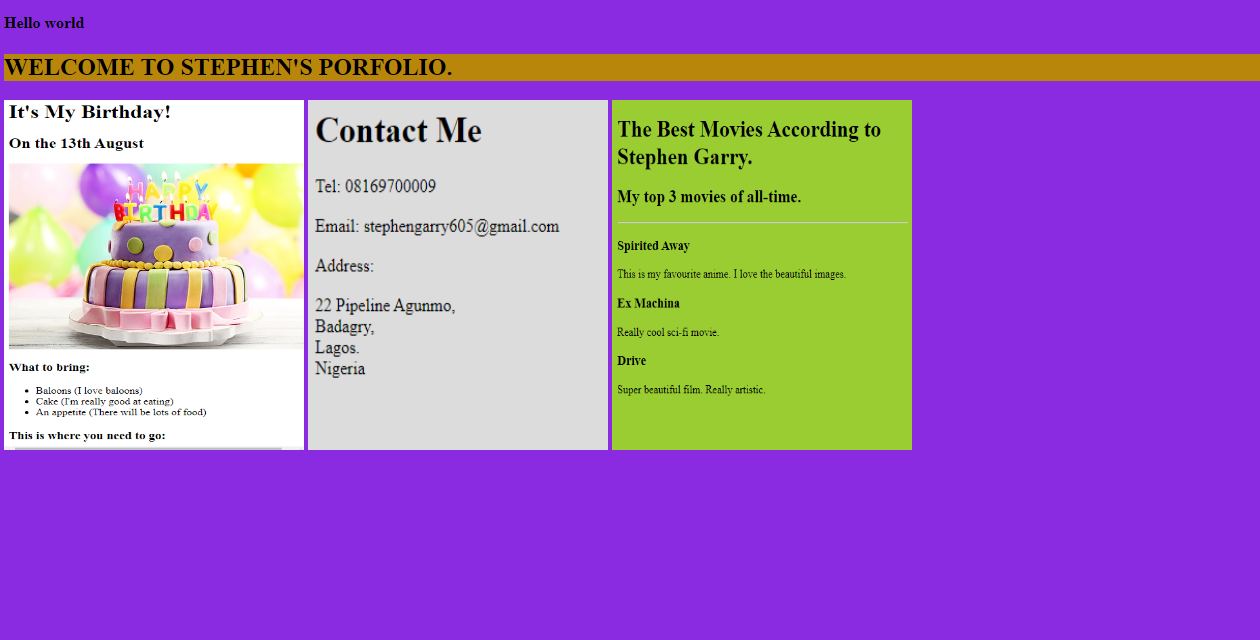 Hello world
WELCOME TO STEPHEN'S PORFOLIO.
It's My Birthday!
On the 13th August
HAPPY
BIRTHDAY
What to bring:
Baloons (I love baloons)
Cake (I'm really good at eating)
An appetite (There will be lots of food)
This is where you need to go:
Contact Me
Tel: 08169700009
Email: stephengarry605@gmail.com
Address:
22 Pipeline Agunmo,
Badagry,
Lagos.
Nigeria
The Best Movies According to
Stephen Garry.
My top 3 movies of all-time.
Spirited Away
This is my favourite anime. I love the beautiful images.
Ex Machina
Really cool sci-fi movie.
Drive
Super beautiful film. Really artistic.